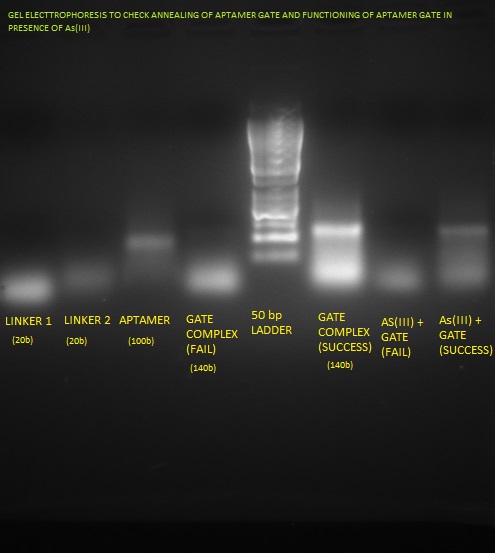 GEL ELECTTROPHORESIS TO CHECK ANNEALING OF APTAMER GATE AND FUNCTIONING OF APTAMER GATE IN
PRESENCE OF As(III)
LINKER 1
(20b)
LINKER 2
(20b)
APTAMER
(100b)
GATE
COMPLEX
(FAIL)
(140b)
50 bp
LADDER
GATE
COMPLEX
(SUCCESS)
(140b)
AS(III) +
GATE
(FAIL)
As(III) +
GATE
(SUCCESS)